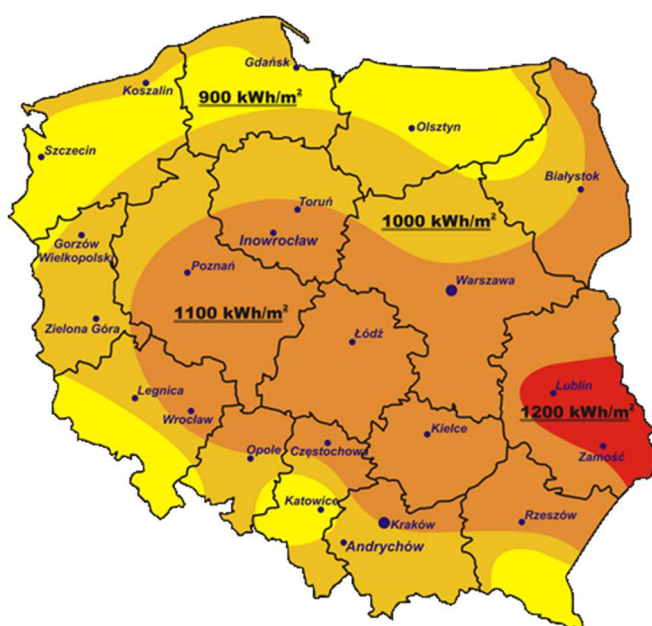 Gdańsk
Koszalin
900 kWh/m²
Olsztyn
Szczecin
Białystok
Toruń
1000 kWh/m²
Inowrocław
Gorzów
Wielkopolski
Poznań
Warszawa
1100 kWh/m²
Zielona Góra
Łódź
Legnica
Lublin
Wrocław
1200 kWh/m²
Kielce
Opole
Częstochowa
Zamość
Katowice
Kraków
Rzeszów
Andrychów